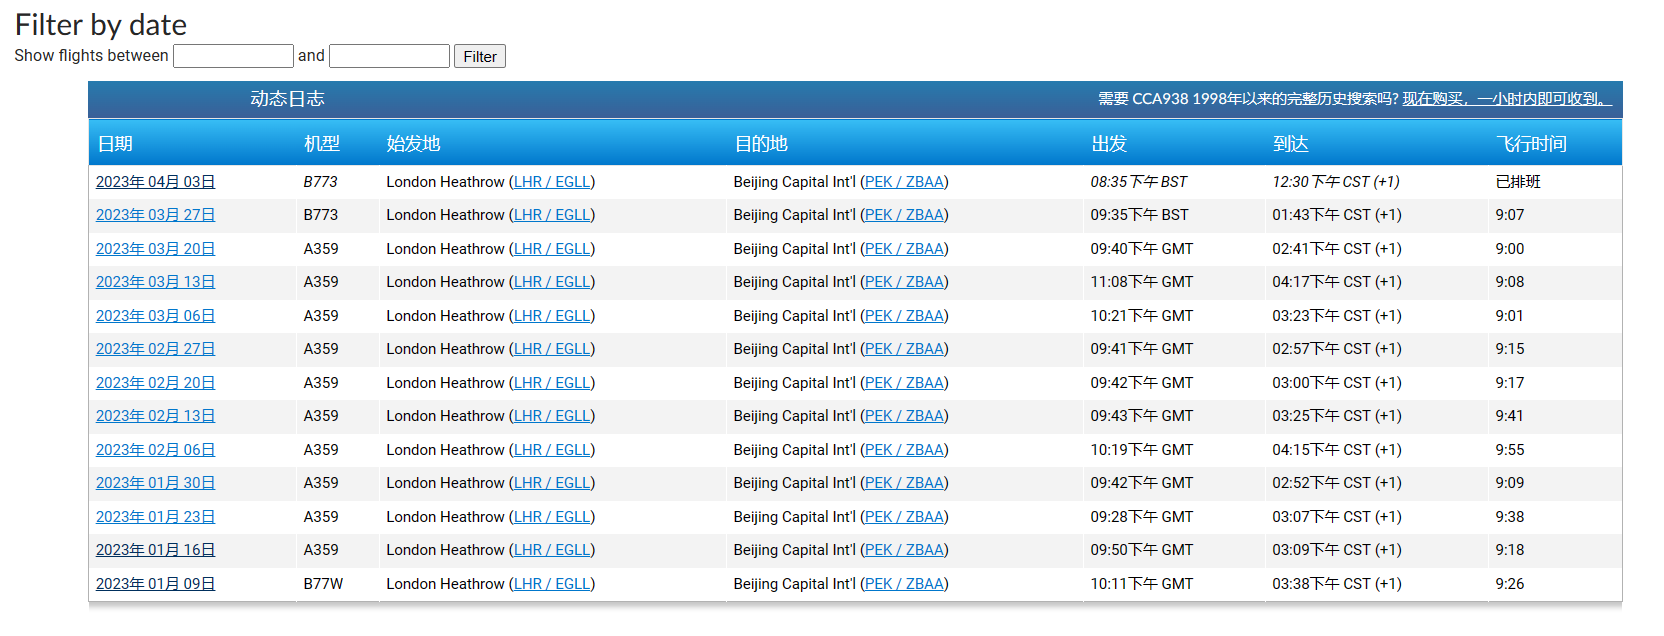 Filter by date
Show flights between and Filter
动态日志 需要 CCA938 1998年以来的完整历史搜索吗? 现在购买，一小时内即可收到。
日期 机型 始发地 目的地 出发 到达 飞行时间
2023年 04月 03日 B773 London Heathrow (LHR / EGLL) Beijing Capital Int'l (PEK / ZBAA) 08:35下午 BST 12:30下午 CST (+1) 已排班
2023年 03月 27日 B773 London Heathrow (LHR / EGLL) Beijing Capital Int'l (PEK / ZBAA) 09:35下午 BST 01:43下午 CST (+1) 9:07
2023年 03月 20日 A359 London Heathrow (LHR / EGLL) Beijing Capital Int'l (PEK / ZBAA) 09:40下午 GMT 02:41下午 CST (+1) 9:00
2023年 03月 13日 A359 London Heathrow (LHR / EGLL) Beijing Capital Int'l (PEK / ZBAA) 11:08下午 GMT 04:17下午 CST (+1) 9:08
2023年 03月 06日 A359 London Heathrow (LHR / EGLL) Beijing Capital Int'l (PEK / ZBAA) 10:21下午 GMT 03:23下午 CST (+1) 9:01
2023年 02月 27日 A359 London Heathrow (LHR / EGLL) Beijing Capital Int'l (PEK / ZBAA) 09:41下午 GMT 02:57下午 CST (+1) 9:15
2023年 02月 20日 A359 London Heathrow (LHR / EGLL) Beijing Capital Int'l (PEK / ZBAA) 09:42下午 GMT 03:00下午 CST (+1) 9:17
2023年 02月 13日 A359 London Heathrow (LHR / EGLL) Beijing Capital Int'l (PEK / ZBAA) 09:43下午 GMT 03:25下午 CST (+1) 9:41
2023年 02月 06日 A359 London Heathrow (LHR / EGLL) Beijing Capital Int'l (PEK / ZBAA) 10:19下午 GMT 04:15下午 CST (+1) 9:55
2023年 01月 30日 A359 London Heathrow (LHR / EGLL) Beijing Capital Int'l (PEK / ZBAA) 09:42下午 GMT 02:52下午 CST (+1) 9:09
2023年 01月 23日 A359 London Heathrow (LHR / EGLL) Beijing Capital Int'l (PEK / ZBAA) 09:28下午 GMT 03:07下午 CST (+1) 9:38
2023年 01月 16日 A359 London Heathrow (LHR / EGLL) Beijing Capital Int'l (PEK / ZBAA) 09:50下午 GMT 03:09下午 CST (+1) 9:18
2023年 01月 09日 B77W London Heathrow (LHR / EGLL) Beijing Capital Int'l (PEK / ZBAA) 10:11下午 GMT 03:38下午 CST (+1) 9:26